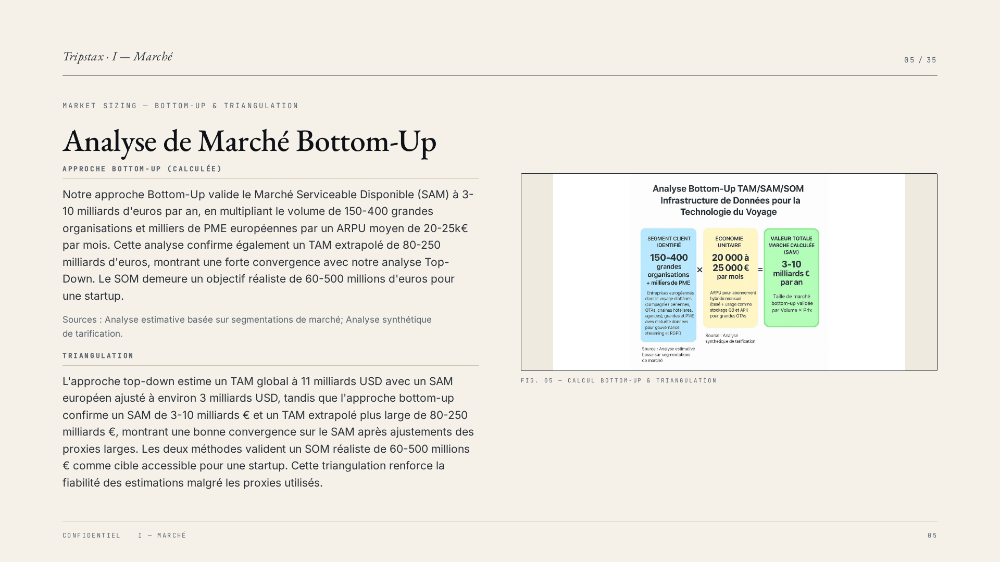 Tripstax · I — Marché
05 / 35
MARKET SIZING — BOTTOM-UP & TRIANGULATION
Analyse de Marché Bottom-Up
APPROCHE BOTTOM-UP (CALCULÉE)
Notre approche Bottom-Up valide le Marché Serviceable Disponible (SAM) à 3-
10 milliards d'euros par an, en multipliant le volume de 150-400 grandes
organisations et milliers de PME européennes par un ARPU moyen de 20-25k€
par mois. Cette analyse confirme également un TAM extrapolé de 80-250
milliards d'euros, montrant une forte convergence avec notre analyse Top-
Down. Le SOM demeure un objectif réaliste de 60-500 millions d'euros pour
une startup.
Sources : Analyse estimative basée sur segmentations de marché; Analyse synthétique
de tarification.
TRIANGULATION
L'approche top-down estime un TAM global à 11 milliards USD avec un SAM
européen ajusté à environ 3 milliards USD, tandis que l'approche bottom-up
confirme un SAM de 3-10 milliards € et un TAM extrapolé plus large de 80-250
milliards €, montrant une bonne convergence sur le SAM après ajustements des
proxies larges. Les deux méthodes valident un SOM réaliste de 60-500 millions
€ comme cible accessible pour une startup. Cette triangulation renforce la
fiabilité des estimations malgré les proxies utilisés.
Analyse Bottom-Up TAM/SAM/SOM
Infrastructure de Données pour la
Technologie du Voyage
SEGMENT CLIENT
IDENTIFIÉ
150-400
grandes
organisations
+ milliers de PME
Entreprises eurogéennés
dans le voyage d affaires
(compagnies pér iennes,
OTAs, chaines hôtelieres,
agences), grandes et PME
aves maturite donnees
pour gouvernance,
streaming et RGPD
Source : Analyse estimative
basse sur segmentations
de marché
×
ÉCONOMIE
UNITAIRE
20 000 à
25 000 €
par mois
ARPU pour abonnement
hybride mensuel
(basé + usage comme
stockage GB et API)
pour grandes OTAs
Source : Analyse
synthetique de tarification
=
VALEUR TOTALE
MARCHE CALCULÉE
(SAM)
3-10
milliards €
par an
Taille de marché
bottom-up validée
par Volume × Prix
FIG. 05 — CALCUL BOTTOM-UP & TRIANGULATION
CONFIDENTIEL I — MARCHÉ
05